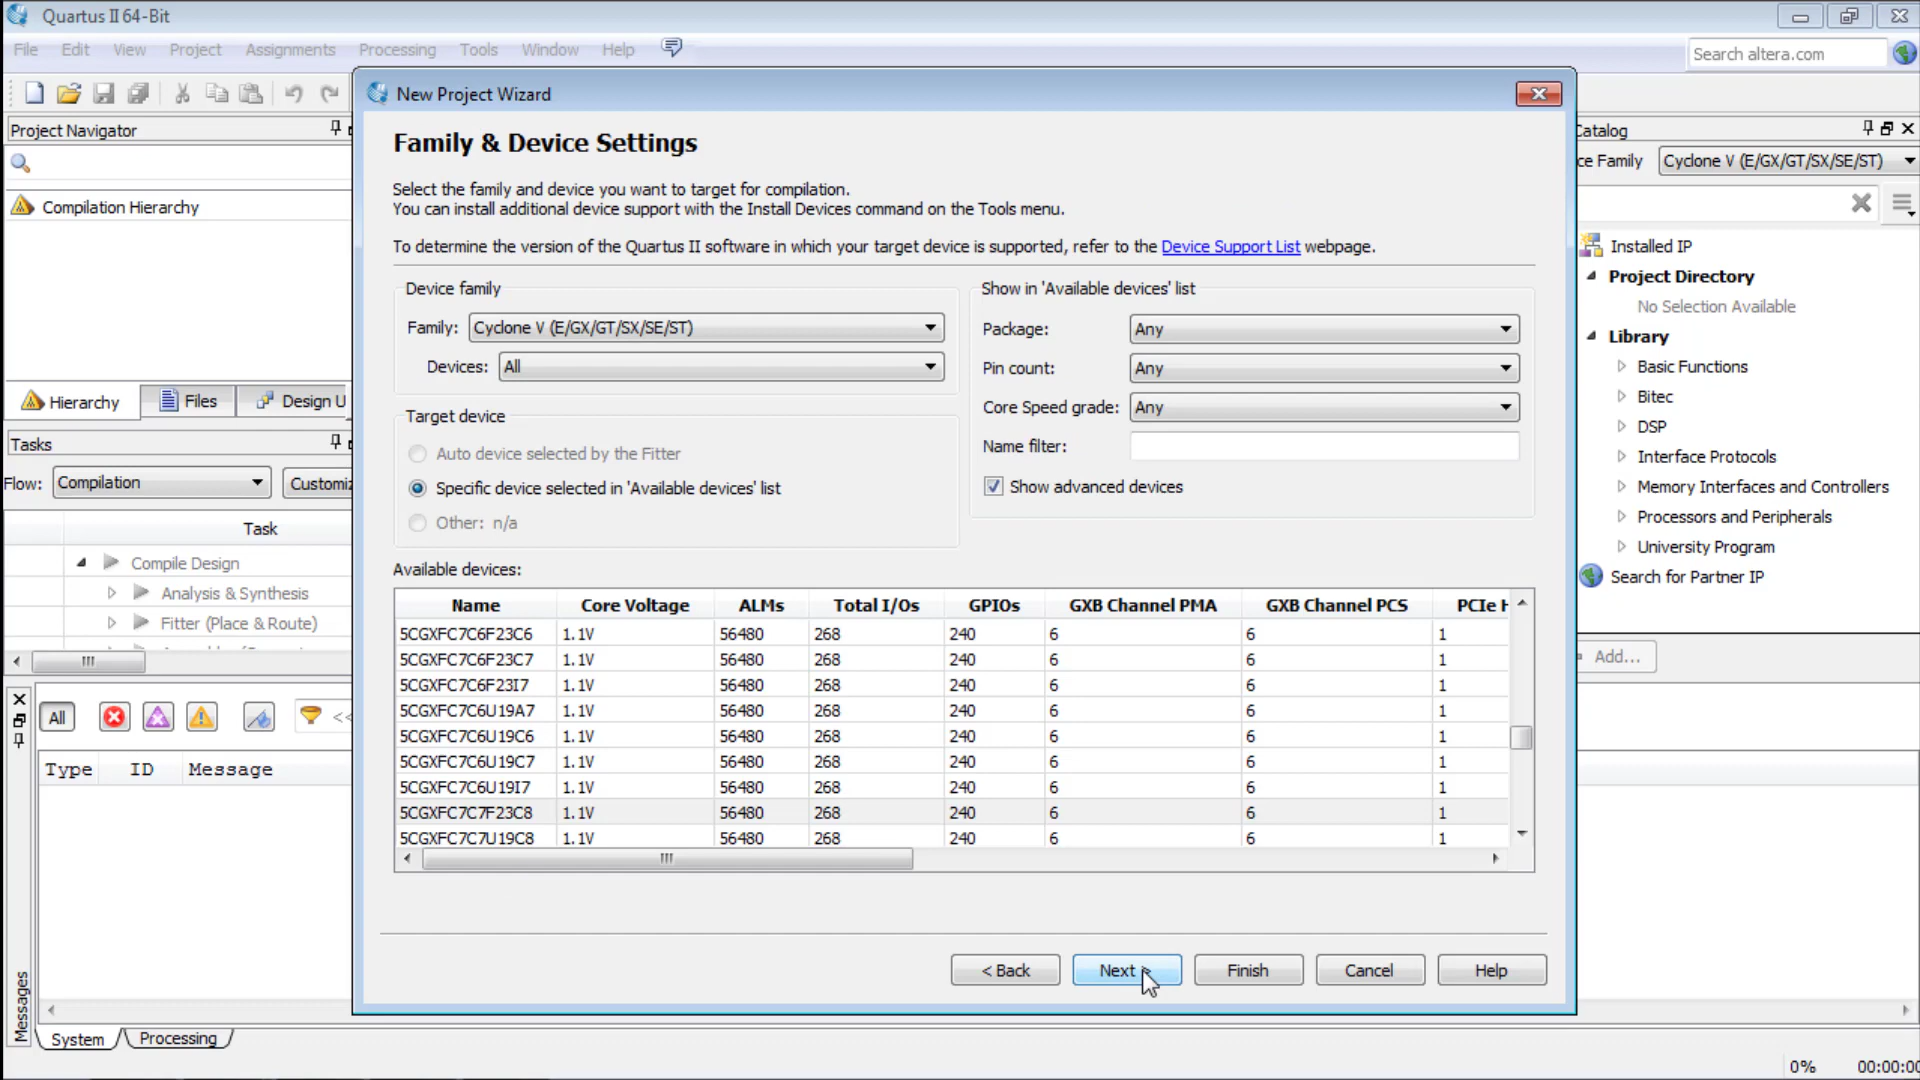 Quartus II 64-Bit
File Edit View Project Assignments Processing Tools Window Help
Search altera.com
Project Navigator
Compilation Hierarchy
Hierarchy Files Design U
Tasks
Flow: Compilation Customiz
Task
Compile Design
Analysis & Synthesis
Fitter (Place & Route)
New Project Wizard
Family & Device Settings
Select the family and device you want to target for compilation.
You can install additional device support with the Install Devices command on the Tools menu.
To determine the version of the Quartus II software in which your target device is supported, refer to the Device Support List webpage.
Device family
Family: Cyclone V (E/GX/GT/SX/SE/ST)
Devices: All
Target device
Auto device selected by the Fitter
Specific device selected in 'Available devices' list
Other: n/a
Show in 'Available devices' list
Package: Any
Pin count: Any
Core Speed grade: Any
Name filter:
Show advanced devices
Available devices:
Name Core Voltage ALMs Total I/Os GPIOs GXB Channel PMA GXB Channel PCS PCIe H
5CGXFC7C6F23C6 1.1V 56480 268 240 6 6 1
5CGXFC7C6F23C7 1.1V 56480 268 240 6 6 1
5CGXFC7C6F23I7 1.1V 56480 268 240 6 6 1
5CGXFC7C6U19A7 1.1V 56480 268 240 6 6 1
5CGXFC7C6U19C6 1.1V 56480 268 240 6 6 1
5CGXFC7C6U19C7 1.1V 56480 268 240 6 6 1
5CGXFC7C6U19I7 1.1V 56480 268 240 6 6 1
5CGXFC7C7F23C8 1.1V 56480 268 240 6 6 1
5CGXFC7C7U19C8 1.1V 56480 268 240 6 6 1
< Back Next > Finish Cancel Help
Catalog
ce Family Cyclone V (E/GX/GT/SX/SE/ST)
Installed IP
Project Directory
No Selection Available
Library
Basic Functions
Bitec
DSP
Interface Protocols
Memory Interfaces and Controllers
Processors and Peripherals
University Program
Search for Partner IP
Add...
All <<
Type ID Message
Messages
System Processing
0% 00:00:00